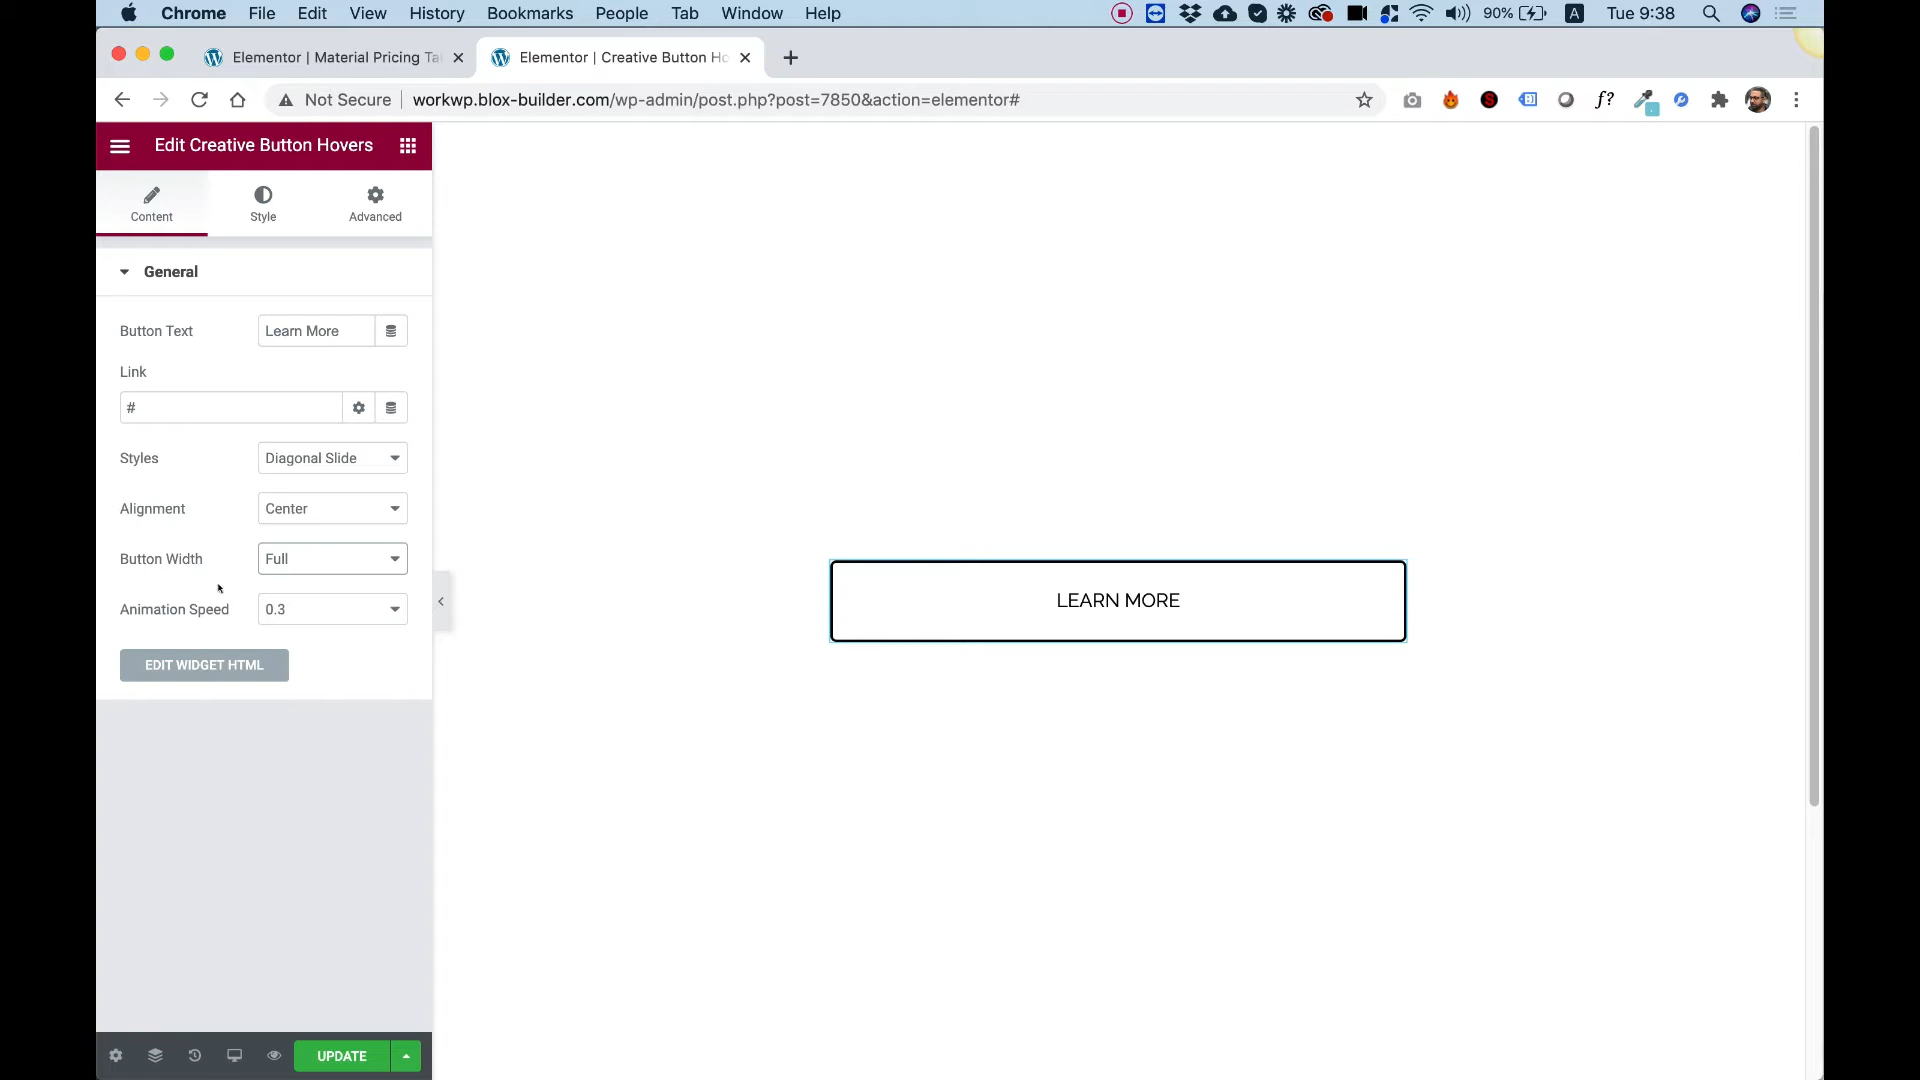 Chrome File Edit View History Bookmarks People Tab Window Help 90% A Tue 9:38
Elementor | Material Pricing Ta
Elementor | Creative Button Ho
Not Secure workwp.blox-builder.com/wp-admin/post.php?post=7850&action=elementor#
f?
Edit Creative Button Hovers
Content Style Advanced
General
Button Text Learn More
Link
#
Styles Diagonal Slide
Alignment Center
Button Width Full
Animation Speed 0.3
EDIT WIDGET HTML
LEARN MORE
UPDATE